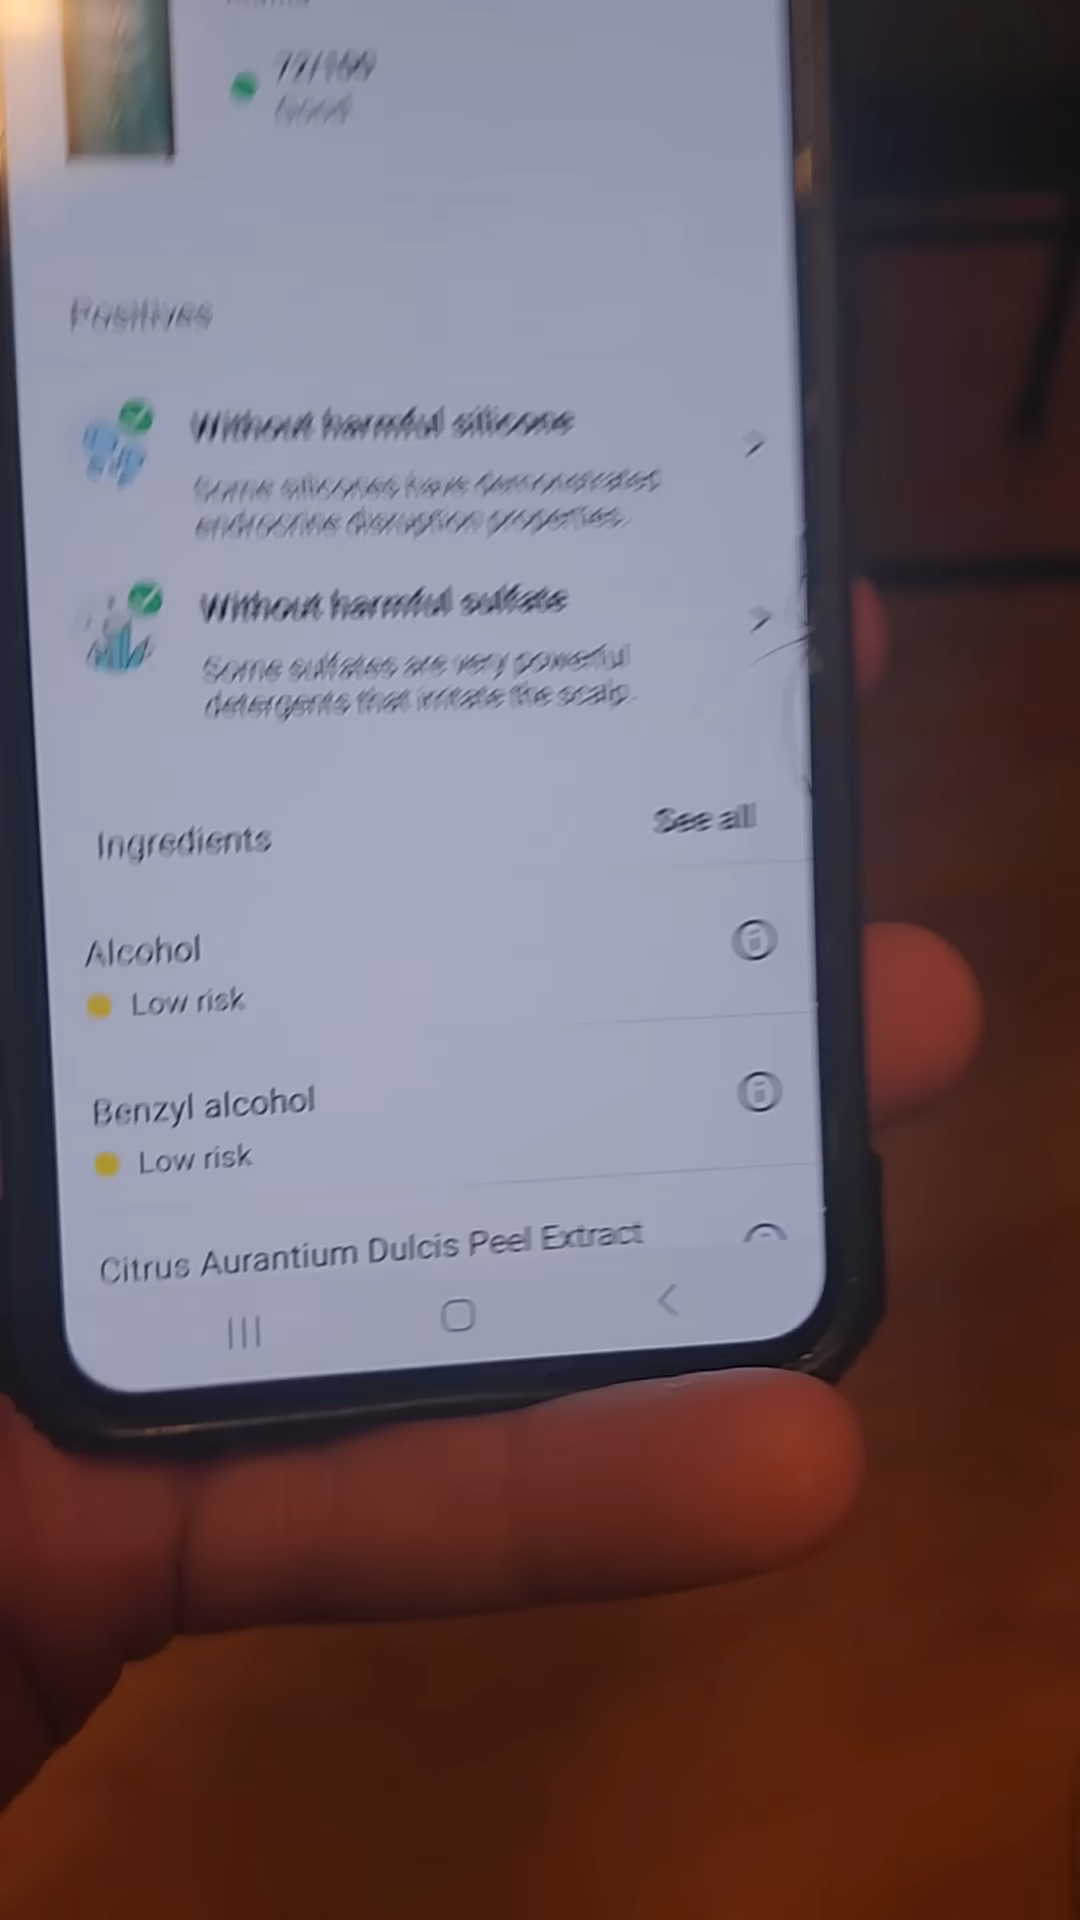 Positives
Without harmful silicone
Some silicones have demonstrated
endocrine disruption properties.
Without harmful sulfate
Some sulfates are very powerful
detergents that irritate the scalp.
Ingredients
See all
Alcohol
Low risk
Benzyl alcohol
Low risk
Citrus Aurantium Dulcis Peel Extract